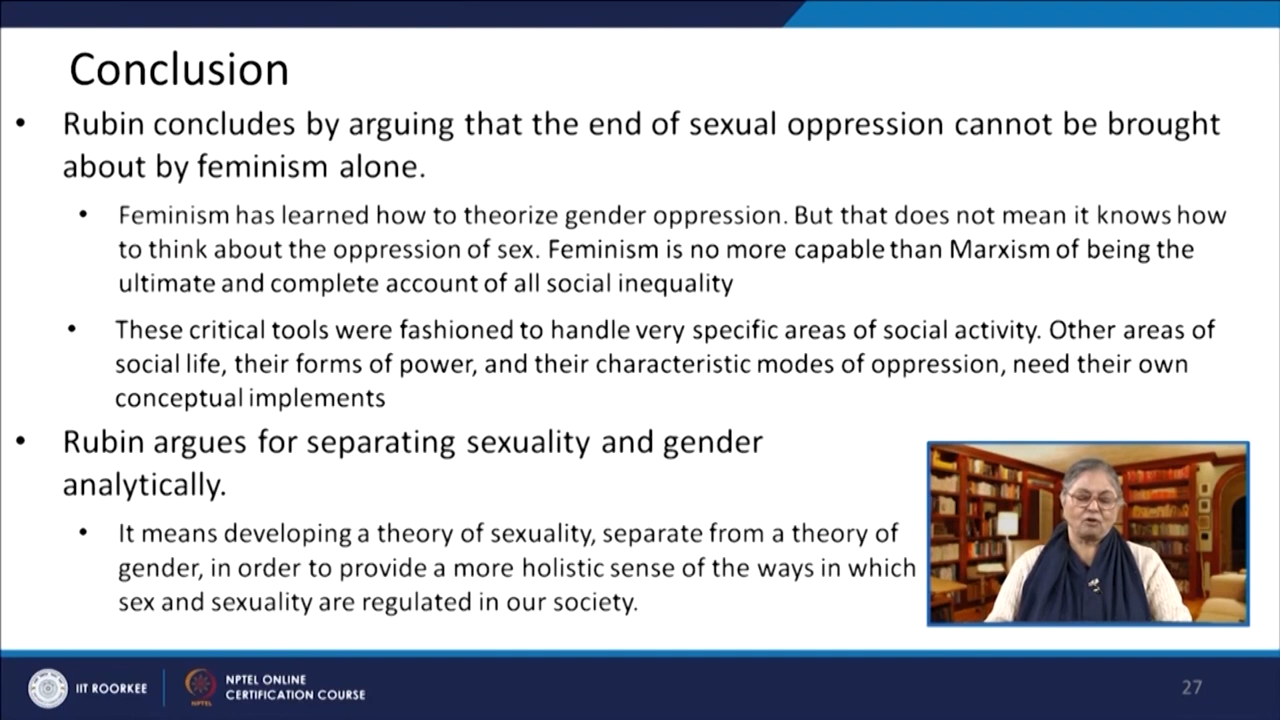 Conclusion
• Rubin concludes by arguing that the end of sexual oppression cannot be brought
about by feminism alone.
• Feminism has learned how to theorize gender oppression. But that does not mean it knows how
to think about the oppression of sex. Feminism is no more capable than Marxism of being the
ultimate and complete account of all social inequality
• These critical tools were fashioned to handle very specific areas of social activity. Other areas of
social life, their forms of power, and their characteristic modes of oppression, need their own
conceptual implements
• Rubin argues for separating sexuality and gender
analytically.
• It means developing a theory of sexuality, separate from a theory of
gender, in order to provide a more holistic sense of the ways in which
sex and sexuality are regulated in our society.
IIT ROORKEE
NPTEL
NPTEL ONLINE
CERTIFICATION COURSE
27